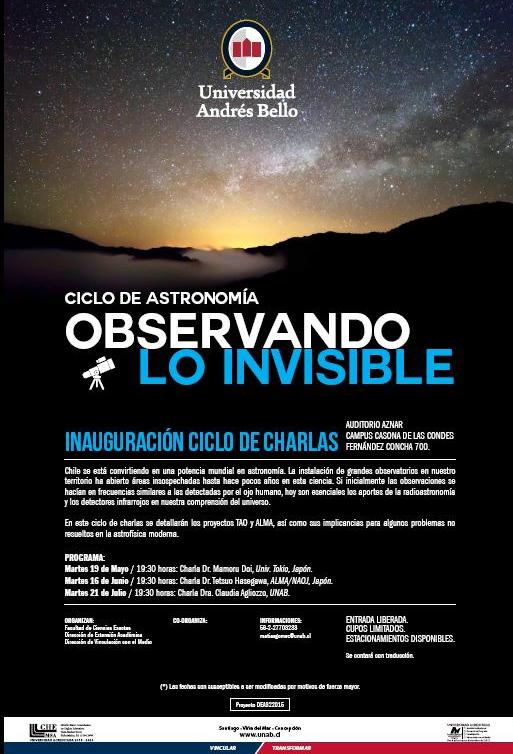 Universidad
Andrés Bello
CICLO DE ASTRONOMÍA
OBSERVANDO
LO INVISIBLE
INAUGURACIÓN CICLO DE CHARLAS
AUDITORIO AZNAR
CAMPUS CASONA DE LAS CONDES
FERNÁNDEZ CONCHA 700.
Chile se está convirtiendo en una potencia mundial en astronomía. La instalación de grandes observatorios en nuestro
territorio ha abierto áreas insospechadas hasta hace pocos años en esta ciencia. Si inicialmente las observaciones se
hacían en frecuencias similares a las detectadas por el ojo humano, hoy son esenciales los aportes de la radioastronomía
y los detectores infrarrojos en nuestra comprensión del universo.
En este ciclo de charlas se detallarán los proyectos TAO y ALMA, así como sus implicancias para algunos problemas no
resueltos en la astrofísica moderna.
PROGRAMA:
Martes 19 de Mayo / 19:30 horas: Charla Dr. Mamoru Doi, Univ. Tokio, Japón.
Martes 16 de Junio / 19:30 horas: Charla Dr. Tetsuo Hasegawa, ALMA/NAOJ, Japón.
Martes 21 de Julio / 19:30 horas: Charla Dra. Claudia Agliozzo, UNAB.
ORGANIZAN:
Facultad de Ciencias Exactas
Dirección de Extensión Académica
Dirección de Vinculación con el Medio
CO-ORGANIZA:
INFORMACIONES:
56-2-27703233
matiasgomez@unab.cl
ENTRADA LIBERADA.
CUPOS LIMITADOS.
ESTACIONAMIENTOS DISPONIBLES.
Se contará con traducción.
(*) Las fechas son susceptibles a ser modificadas por motivos de fuerza mayor.
Proyecto DEA922015
Santiago - Viña del Mar - Concepción
www.unab.cl
VINCULAR
TRANSFORMAR